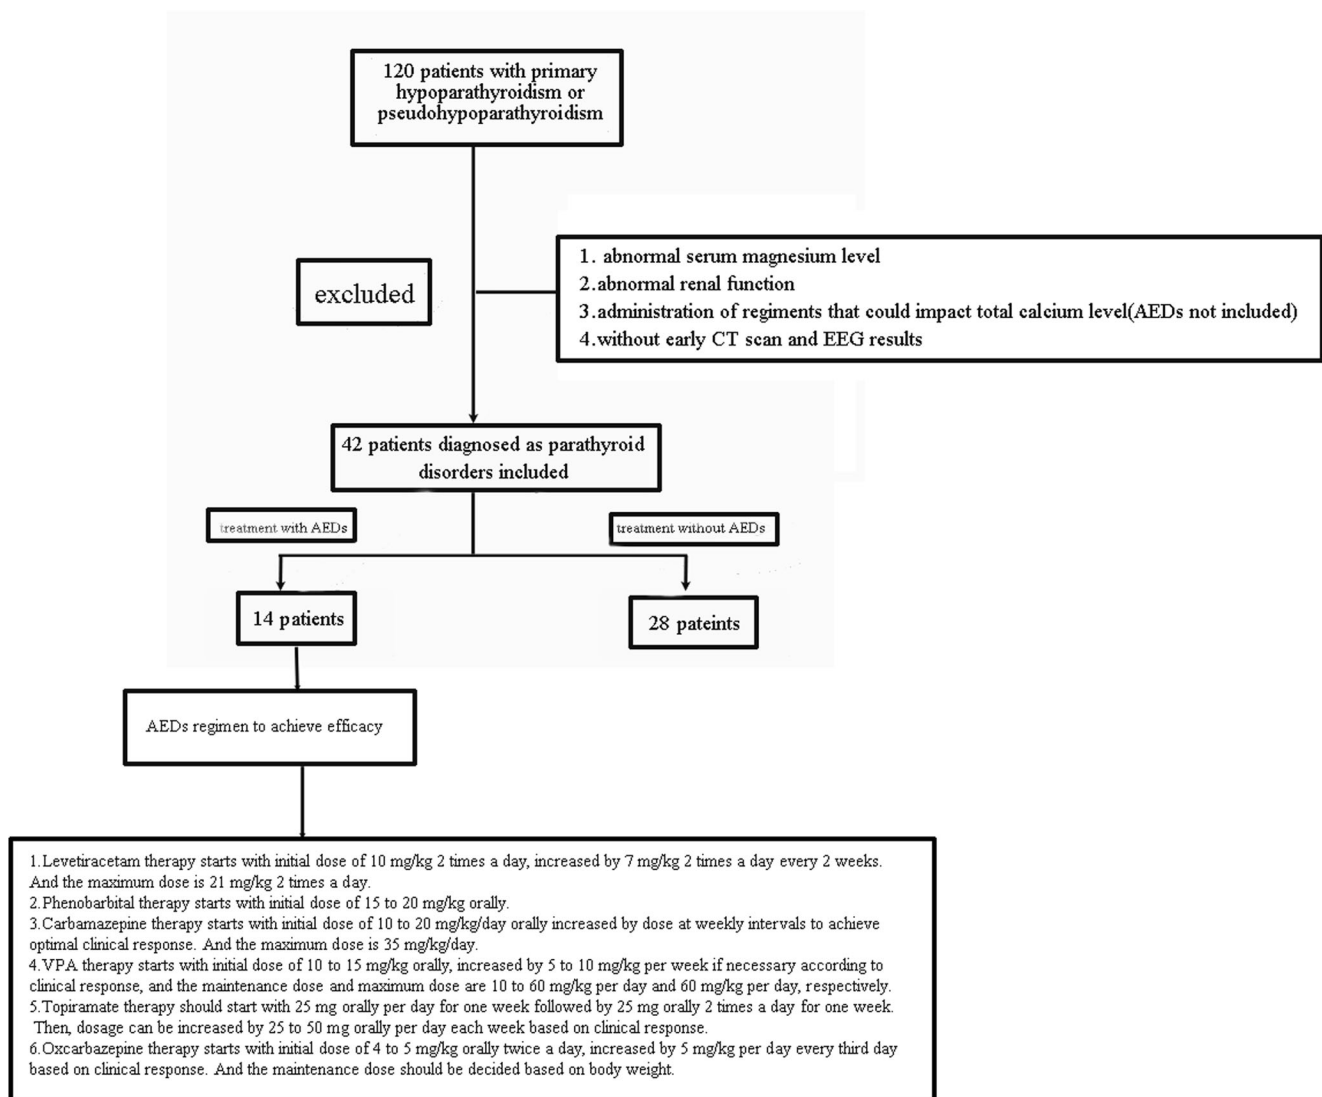 120 patients with primary
hypoparathyroidism or
pseudohypoparathyroidism
excluded
1. abnormal serum magnesium level
2.abnormal renal function
3.administration of regiments that could impact total calcium level(AEDs not included)
4.without early CT scan and EEG results
42 patients diagnosed as parathyroid
disorders included
treatment with AEDs
treatment without AEDs
14 patients
28 pateints
AEDs regimen to achieve efficacy
1.Levetiracetam therapy starts with initial dose of 10 mg/kg 2 times a day, increased by 7 mg/kg 2 times a day every 2 weeks.
And the maximum dose is 21 mg/kg 2 times a day.
2.Phenobarbital therapy starts with initial dose of 15 to 20 mg/kg orally.
3.Carbamazepine therapy starts with initial dose of 10 to 20 mg/kg/day orally increased by dose at weekly intervals to achieve
optimal clinical response. And the maximum dose is 35 mg/kg/day.
4.VPA therapy starts with initial dose of 10 to 15 mg/kg orally, increased by 5 to 10 mg/kg per week if necessary according to
clinical response, and the maintenance dose and maximum dose are 10 to 60 mg/kg per day and 60 mg/kg per day, respectively.
5.Topiramate therapy should start with 25 mg orally per day for one week followed by 25 mg orally 2 times a day for one week.
Then, dosage can be increased by 25 to 50 mg orally per day each week based on clinical response.
6.Oxcarbazepine therapy starts with initial dose of 4 to 5 mg/kg orally twice a day, increased by 5 mg/kg per day every third day
based on clinical response. And the maintenance dose should be decided based on body weight.